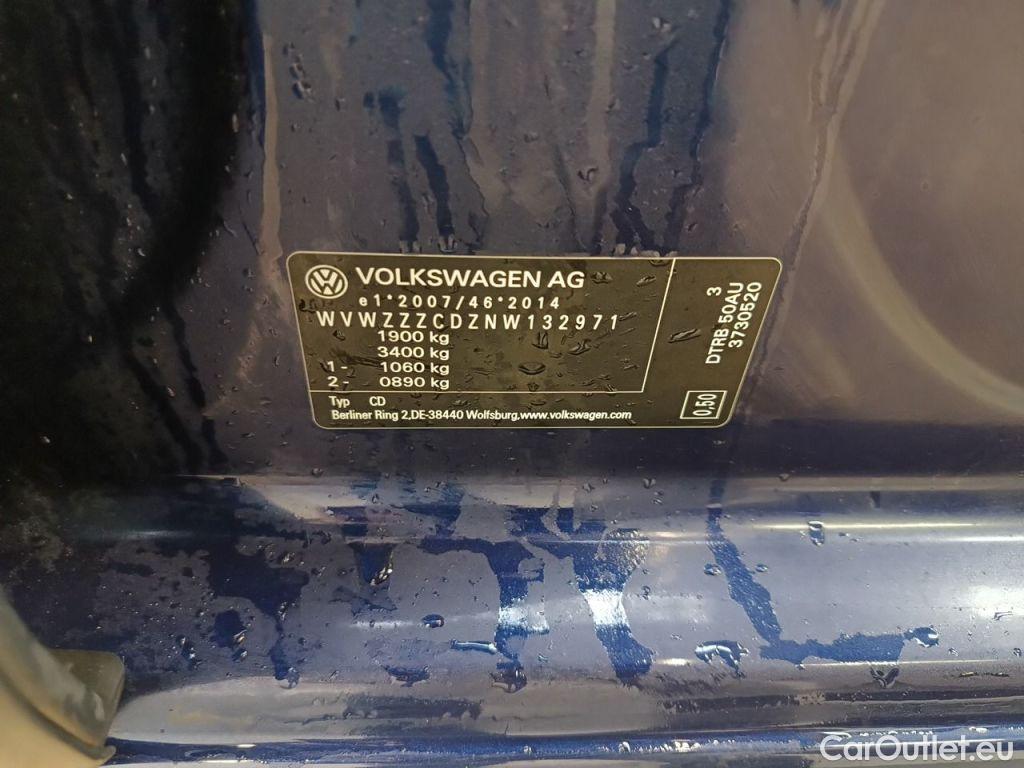 VOLKSWAGEN AG
e1*2007/46*2014
WVWZZZCDZNW132971
1900 kg
3400 kg
1 - 1060 kg
2 - 0890 kg
Typ CD
Berliner Ring 2,DE-38440 Wolfsburg,www.volkswagen.com
3
DTRB 50AU
3730520
0,50
CarOutlet.eu